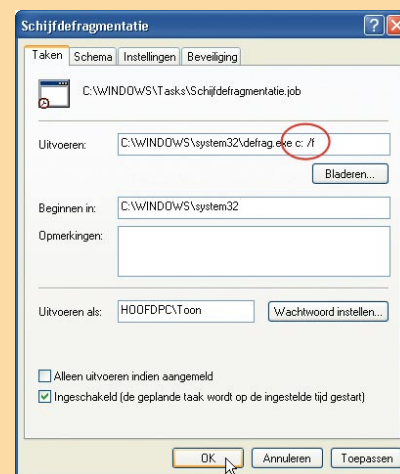 Schijfdefragmentatie
Taken Schema Instellingen Beveiliging
C:\WINDOWS\Tasks\Schijfdefragmentatie.job
Uitvoeren: C:\WINDOWS\system32\defrag.exe c: /f
Bladeren...
Beginnen in: C:\WINDOWS\system32
Opmerkingen:
Uitvoeren als: HOOFDPC\Toon Wachtwoord instellen...
Alleen uitvoeren indien aangemeld
Ingeschakeld (de geplande taak wordt op de ingestelde tijd gestart)
OK Annuleren Toepassen